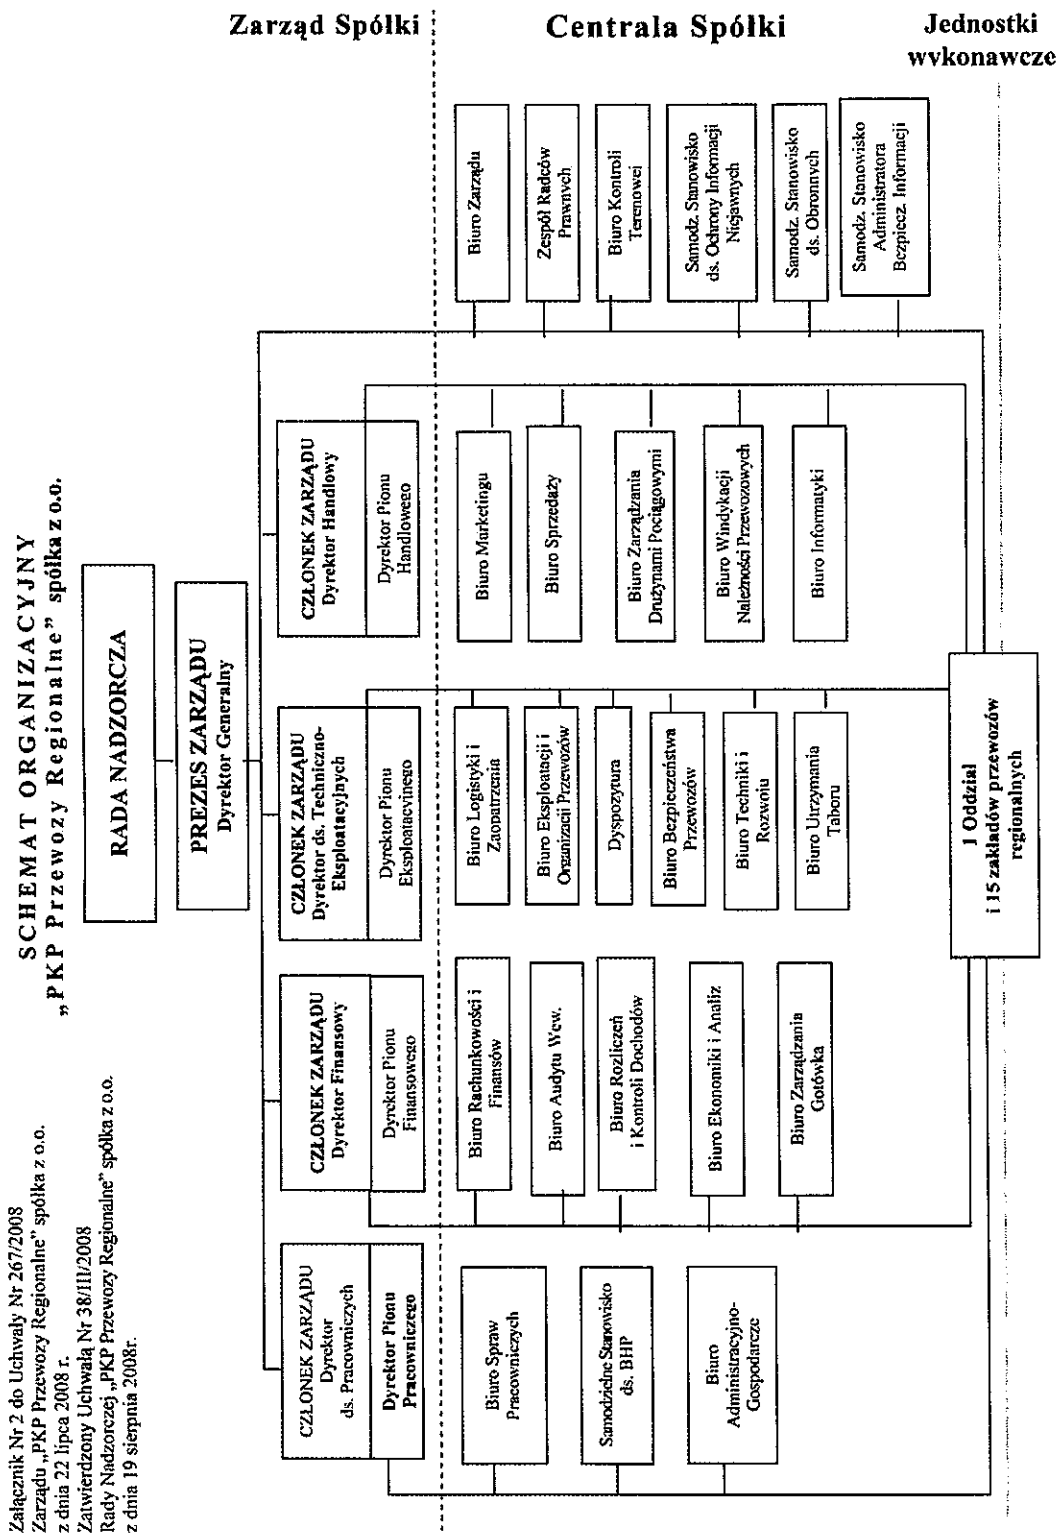 Załącznik Nr 2 do Uchwały Nr 267/2008
Zarządu „PKP Przewozy Regionalne” spółka z o.o.
z dnia 22 lipca 2008 r.
Zatwierdzony Uchwałą Nr 38/III/2008
Rady Nadzorczej „PKP Przewozy Regionalne” spółka z o.o.
z dnia 19 sierpnia 2008r.
SCHEMAT ORGANIZACYJNY
„PKP Przewozy Regionalne” spółka z o.o.
Zarząd Spółki
RADA NADZORCZA
PREZES ZARZĄDU
Dyrektor Generalny
CZŁONEK ZARZĄDU
Dyrektor
ds. Pracowniczych
Dyrektor Pionu
Pracowniczego
CZŁONEK ZARZĄDU
Dyrektor Finansowy
Dyrektor Pionu
Finansowego
CZŁONEK ZARZĄDU
Dyrektor ds. Techniczno-
Eksploatacyjnych
Dyrektor Pionu
Eksploatacyjnego
CZŁONEK ZARZĄDU
Dyrektor Handlowy
Dyrektor Pionu
Handlowego
Centrala Spółki
Biuro Spraw
Pracowniczych
Samodzielne Stanowisko
ds. BHP
Biuro
Administracyjno-
Gospodarcze
Biuro Rachunkowości i
Finansów
Biuro Audytu Wew.
Biuro Rozliczeń
i Kontroli Dochodów
Biuro Ekonomiki i Analiz
Biuro Zarządzania
Gotówka
Biuro Logistyki i
Zaopatrzenia
Biuro Eksploatacji i
Organizacji Przewozów
Dyspozytura
Biuro Bezpieczeństwa
Przewozów
Biuro Techniki i
Rozwoju
Biuro Utrzymania
Taboru
Biuro Marketingu
Biuro Sprzedaży
Biuro Zarządzania
Drużynami Pociągowymi
Biuro Windykacji
Należności Przewozowych
Biuro Informatyki
Biuro Zarządu
Zespół Radców
Prawnych
Biuro Kontroli
Terenowej
Samodz. Stanowisko
ds. Ochrony Informacji
Niejawnych
Samodz. Stanowisko
ds. Obronnych
Samodz. Stanowisko
Administratora
Bezpiecz. Informacji
Jednostki
wykonawcze
1 Oddział
i 15 zakładów przewozów
regionalnych